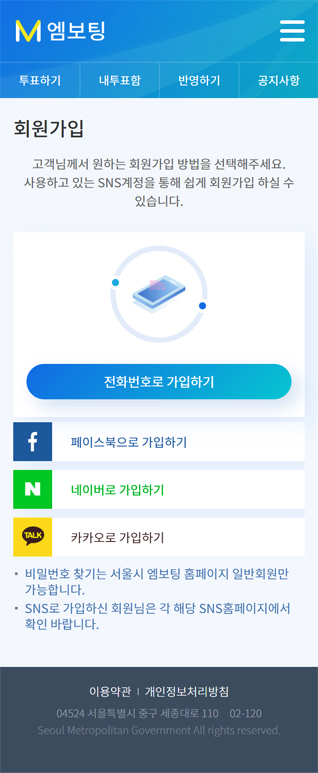 엠보팅
투표하기 내투표함 반영하기 공지사항
회원가입
고객님께서 원하는 회원가입 방법을 선택해주세요.
사용하고 있는 SNS계정을 통해 쉽게 회원가입 하실 수
있습니다.
전화번호로 가입하기
페이스북으로 가입하기
네이버로 가입하기
TALK 카카오로 가입하기
• 비밀번호 찾기는 서울시 엠보팅 홈페이지 일반회원만
가능합니다.
• SNS로 가입하신 회원님은 각 해당 SNS홈페이지에서
확인 바랍니다.
이용약관 | 개인정보처리방침
04524 서울특별시 중구 세종대로 110 02-120
Seoul Metropolitan Government All rights reserved.